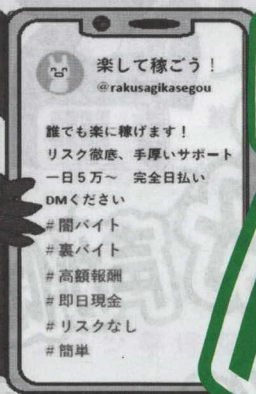 楽して稼ごう！
@rakusagikasegou
誰でも楽に稼げます！
リスク徹底、手厚いサポート
一日５万～　完全日払い
DMください
#闇バイト
#裏バイト
#高額報酬
#即日現金
#リスクなし
#簡単